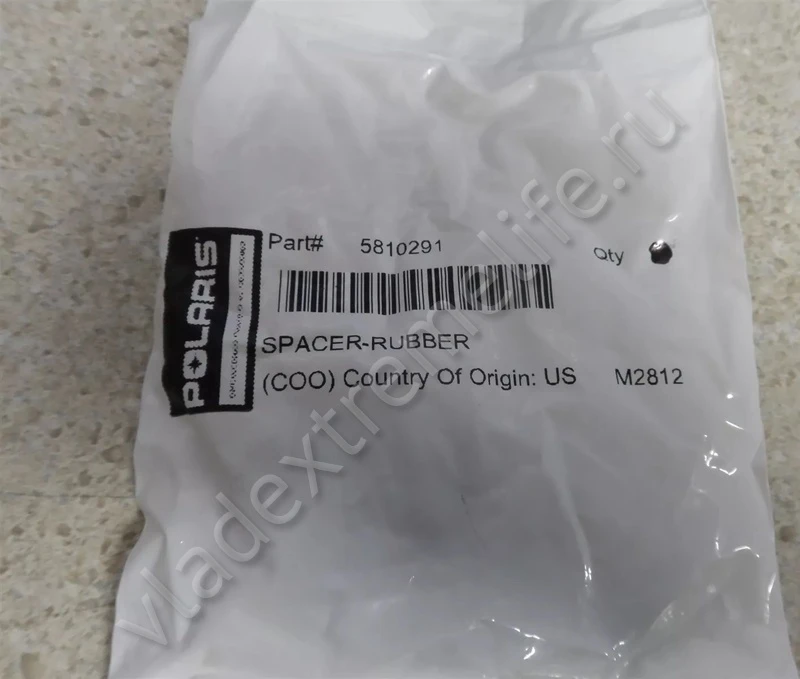 Part# 5810291
Qty
POLARIS
SPACER-RUBBER
(COO) Country Of Origin: US M2812
vladextremelife.ru